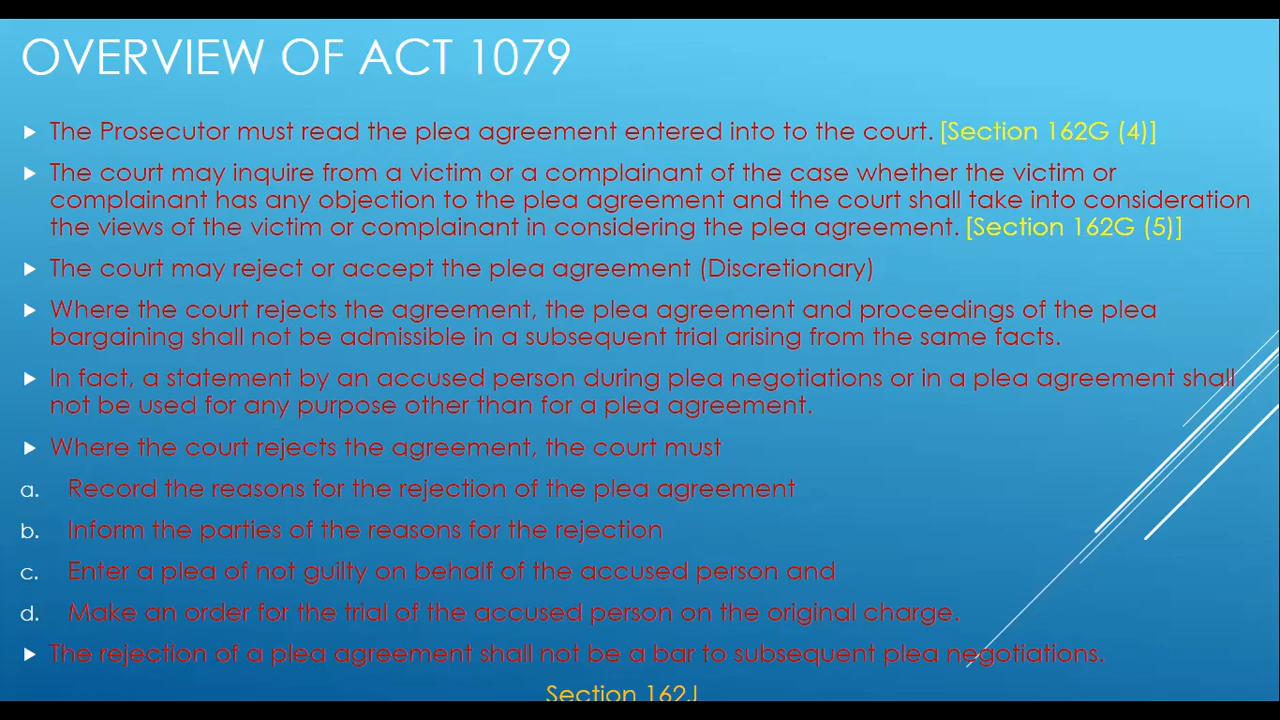 OVERVIEW OF ACT 1079
The Prosecutor must read the plea agreement entered into to the court. [Section 162G (4)]
The court may inquire from a victim or a complainant of the case whether the victim or
complainant has any objection to the plea agreement and the court shall take into consideration
the views of the victim or complainant in considering the plea agreement. [Section 162G (5)]
The court may reject or accept the plea agreement (Discretionary)
Where the court rejects the agreement, the plea agreement and proceedings of the plea
bargaining shall not be admissible in a subsequent trial arising from the same facts.
In fact, a statement by an accused person during plea negotiations or in a plea agreement shall
not be used for any purpose other than for a plea agreement.
Where the court rejects the agreement, the court must
a. Record the reasons for the rejection of the plea agreement
b. Inform the parties of the reasons for the rejection
c. Enter a plea of not guilty on behalf of the accused person and
d. Make an order for the trial of the accused person on the original charge.
The rejection of a plea agreement shall not be a bar to subsequent plea negotiations.
Section 162J